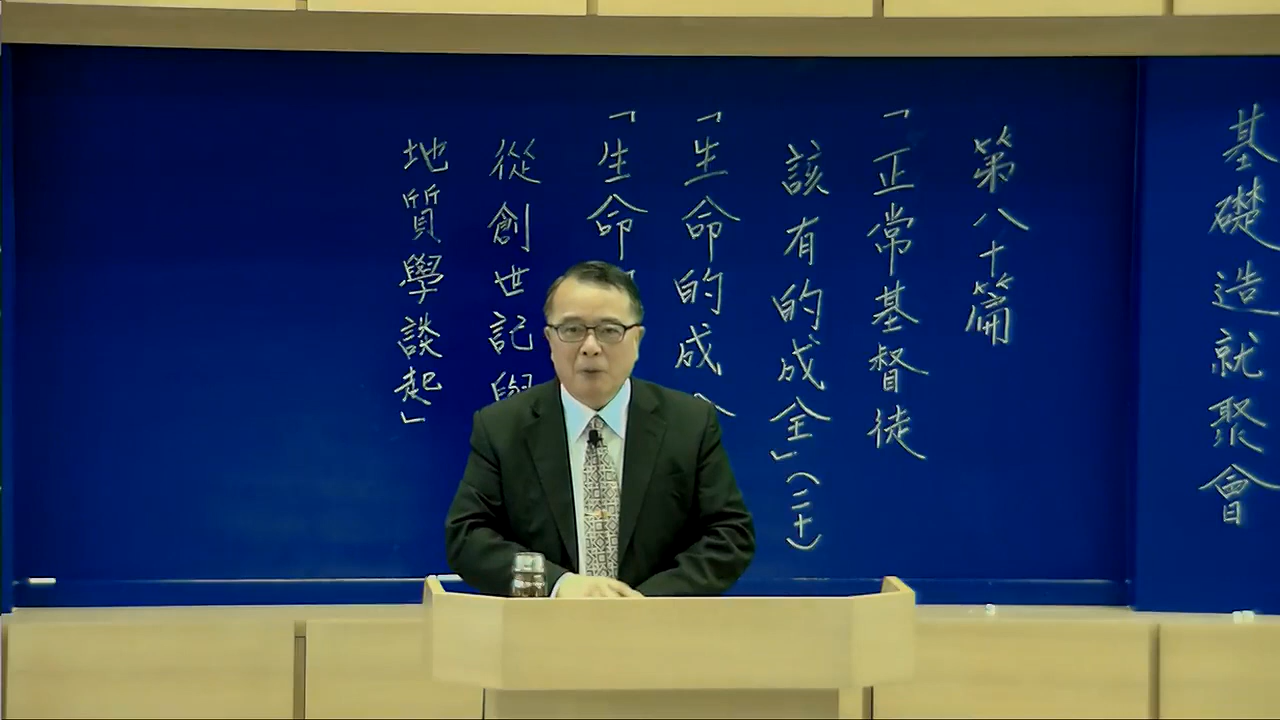 基礎造就聚會
第八十篇
「正常基督徒
該有的成全」（二十）
「生命的成
「生命
從創世記與
地質學談起」